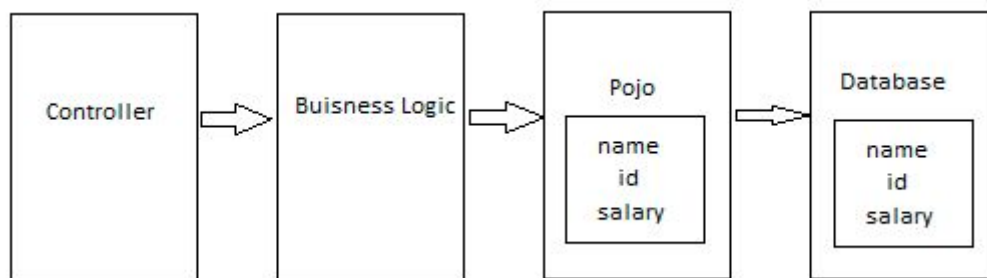 Controller
Buisness Logic
Pojo
name
id
salary
Database
name
id
salary